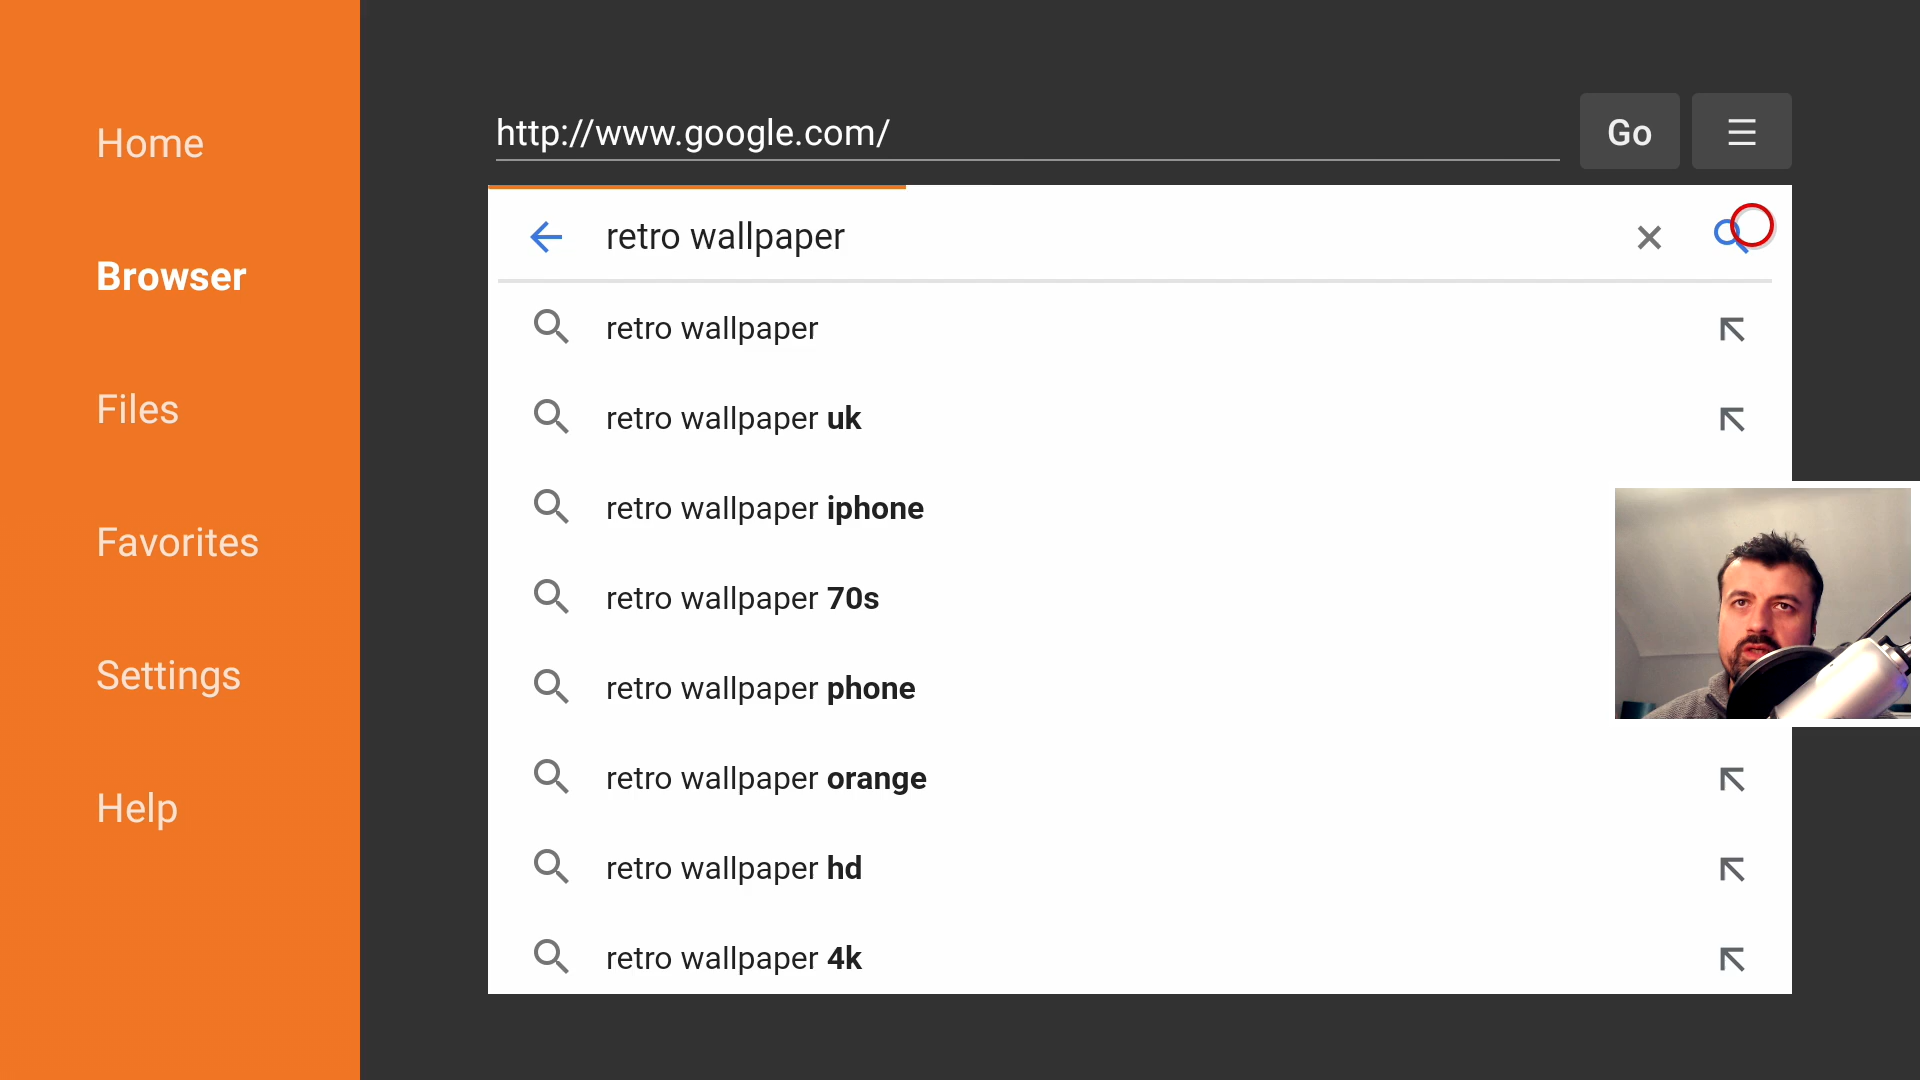 Home
Browser
Files
Favorites
Settings
Help
http://www.google.com/
Go
retro wallpaper
retro wallpaper
retro wallpaper uk
retro wallpaper iphone
retro wallpaper 70s
retro wallpaper phone
retro wallpaper orange
retro wallpaper hd
retro wallpaper 4k